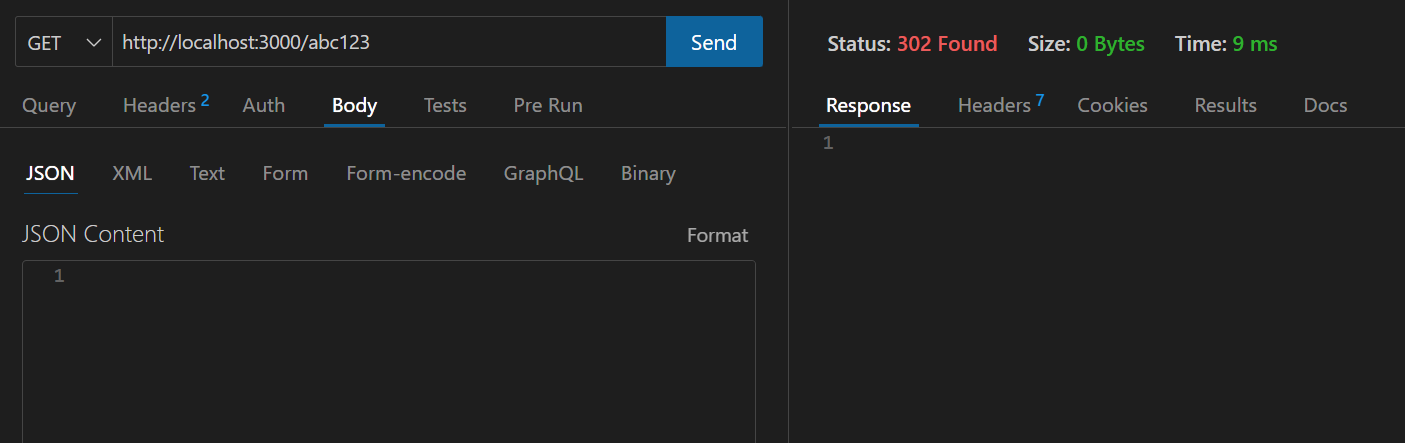 GET http://localhost:3000/abc123 Send
Query Headers 2 Auth Body Tests Pre Run
JSON XML Text Form Form-encode GraphQL Binary
JSON Content Format
1
Status: 302 Found Size: 0 Bytes Time: 9 ms
Response Headers 7 Cookies Results Docs
1